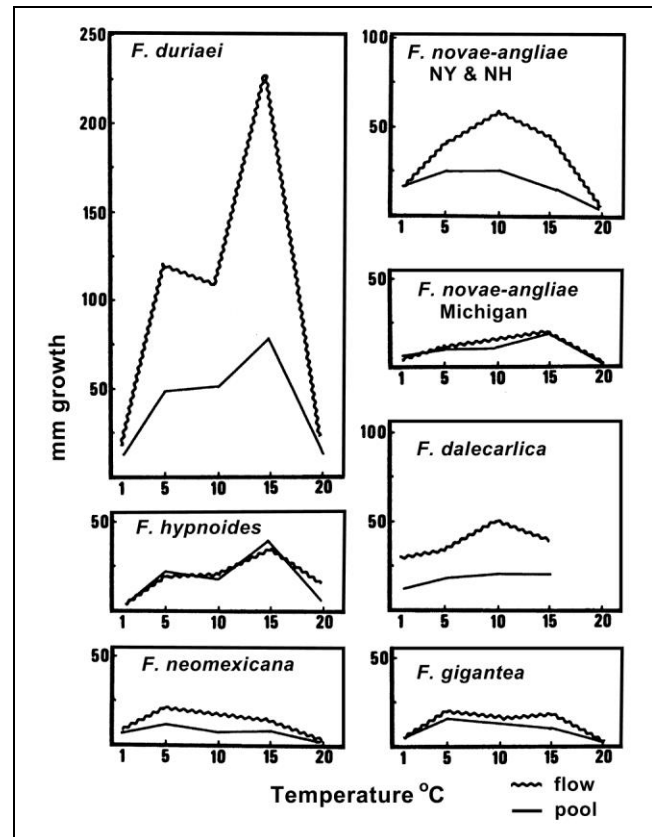 mm growth
F. duriaei
250
200
150
100
50
1 5 10 15 20
F. hypnoides
50
1 5 10 15 20
F. neomexicana
50
1 5 10 15 20
F. novae-angliae
NY & NH
100
50
1 5 10 15 20
F. novae-angliae
Michigan
50
1 5 10 15 20
F. dalecarlica
100
50
1 5 10 15 20
F. gigantea
50
1 5 10 15 20
Temperature °C
flow
pool